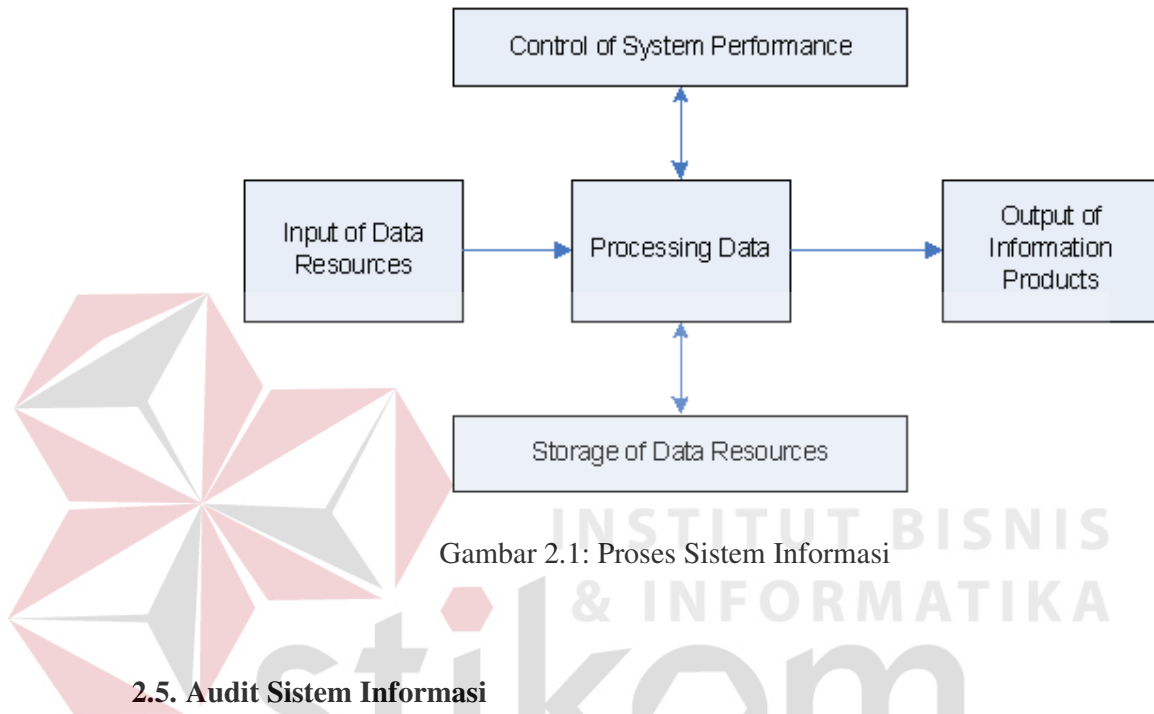 Control of System Performance
Input of Data
Resources
Processing Data
Output of
Information
Products
Storage of Data Resources
INSTITUT BISNIS
Gambar 2.1: Proses Sistem Informasi
& INFORMATIKA
stikom
2.5. Audit Sistem Informasi